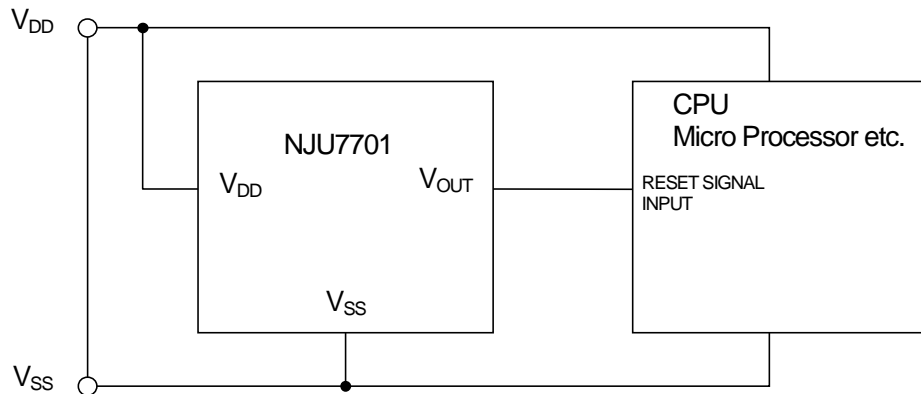 VDD
NJU7701
VDD
VOUT
VSS
CPU
Micro Processor etc.
RESET SIGNAL
INPUT
VSS